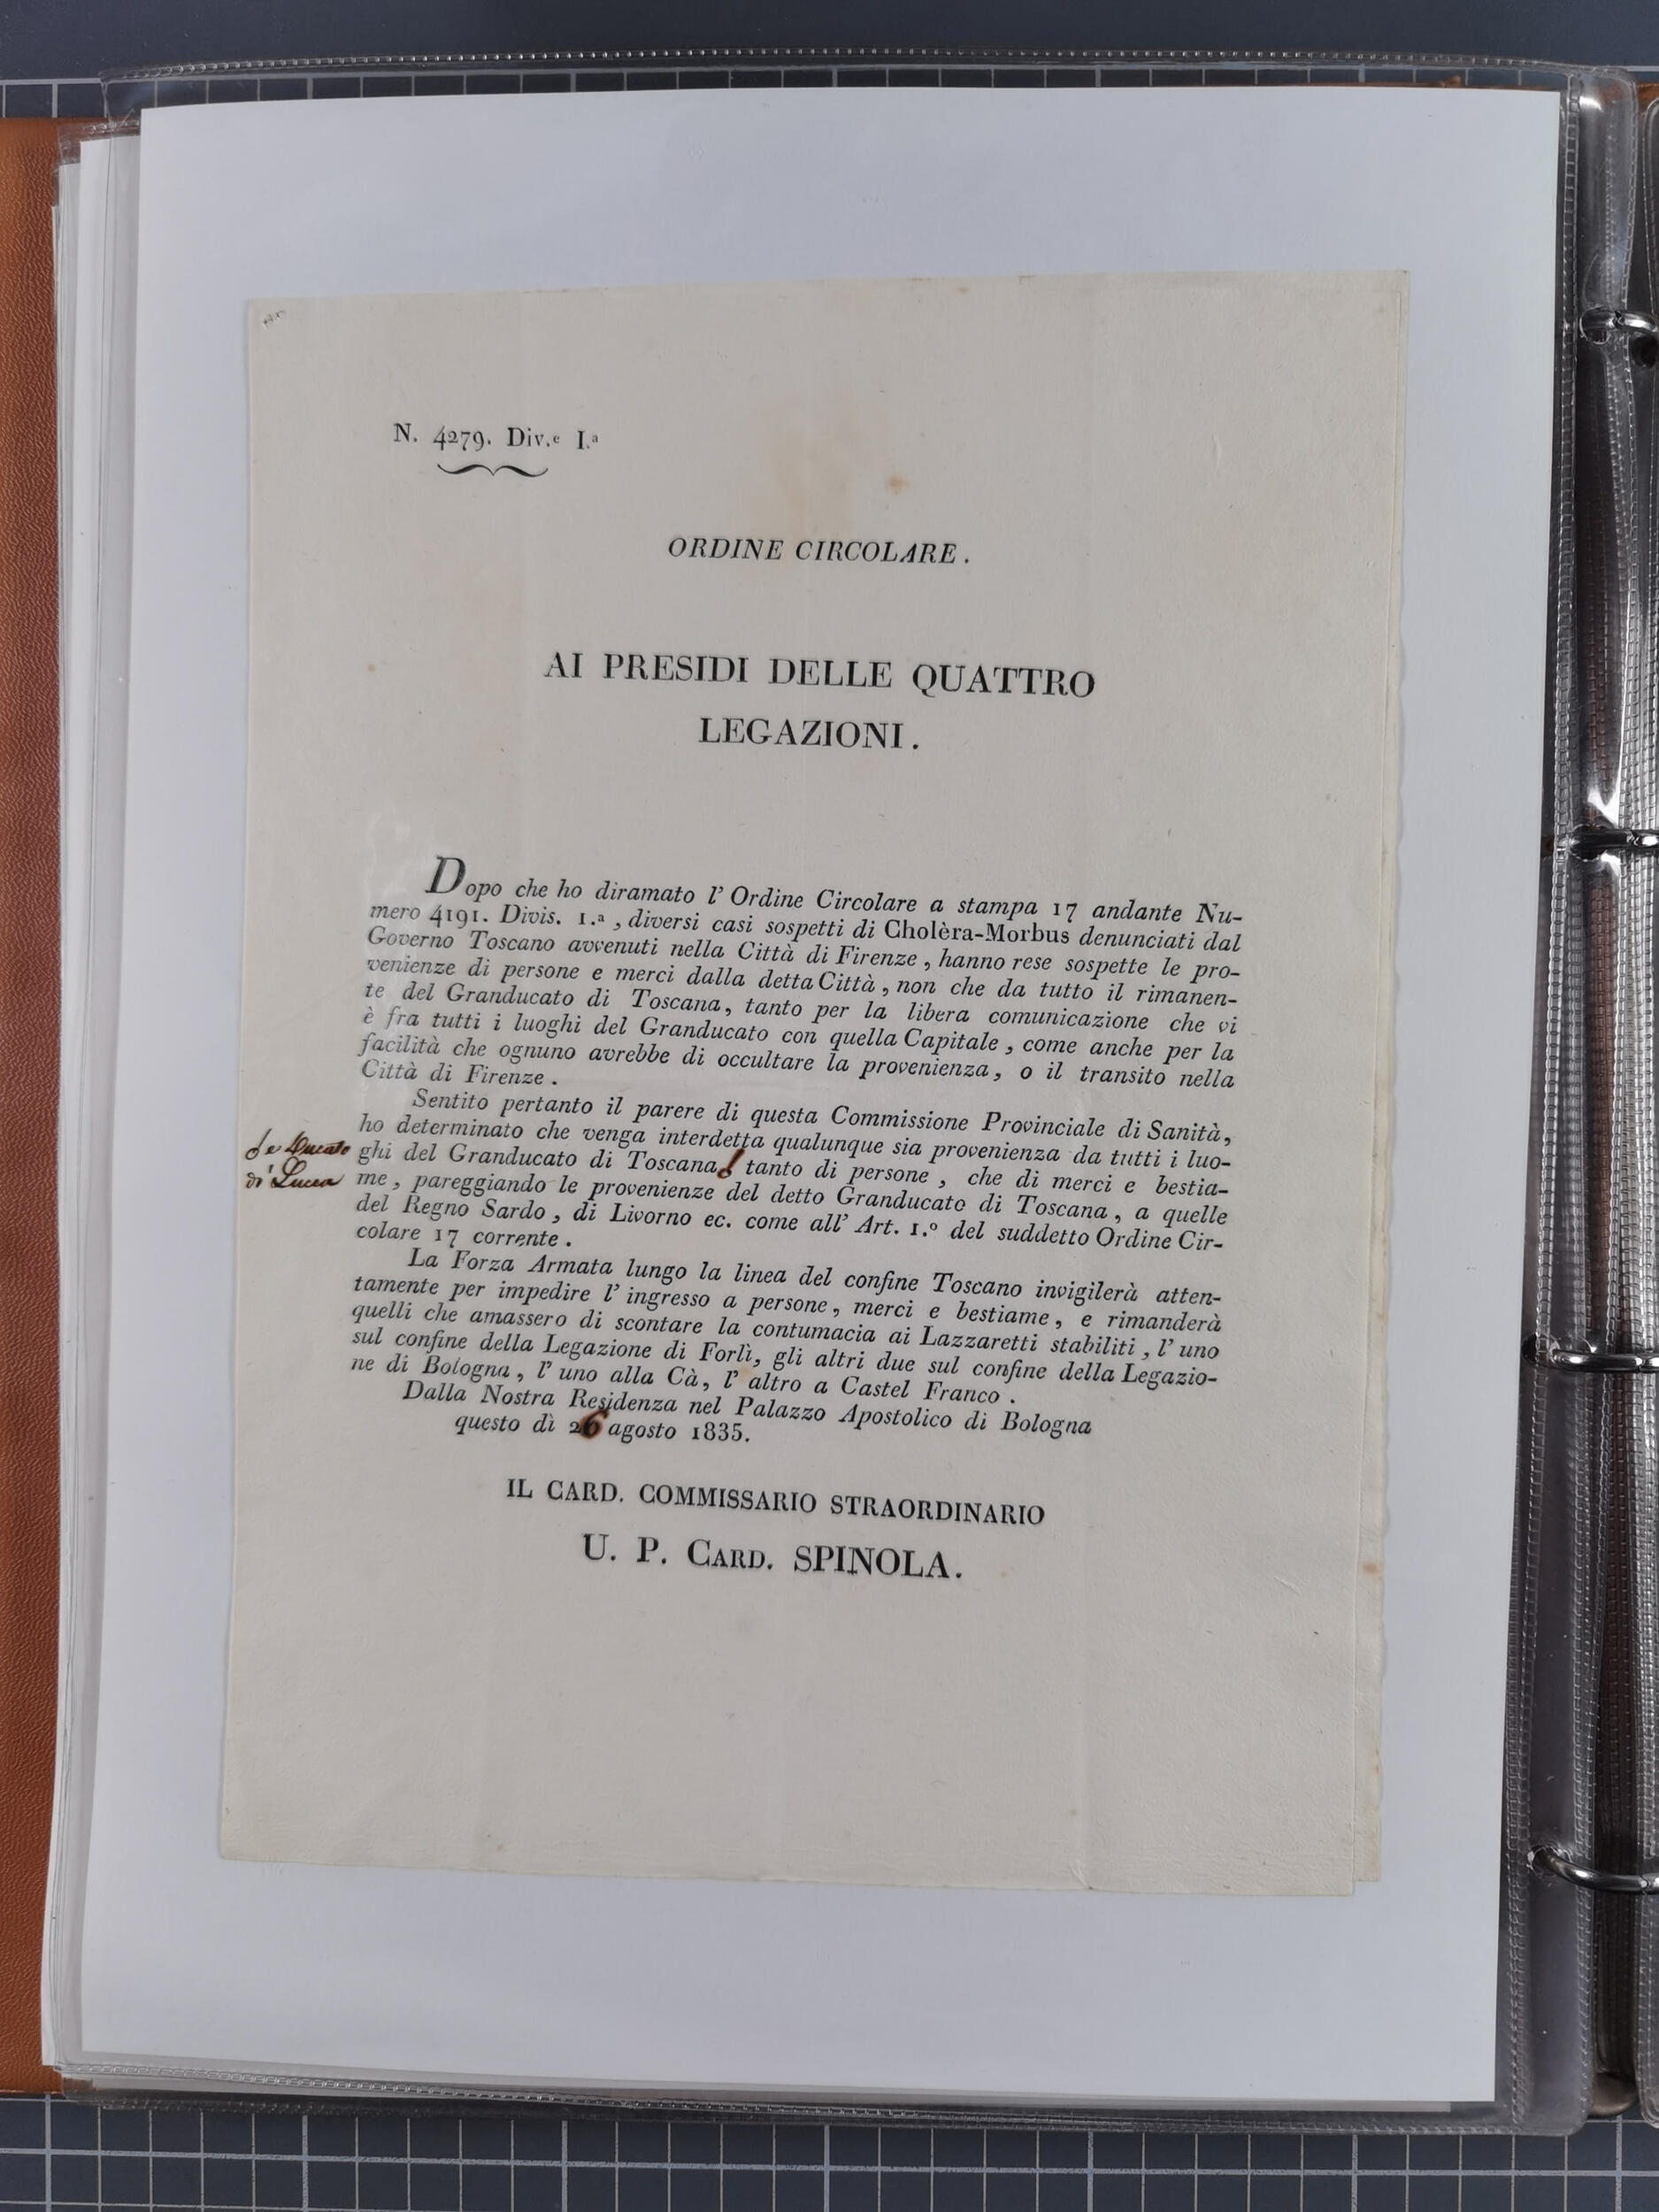 N. 4279. Div.e I.a
ORDINE CIRCOLARE.
AI PRESIDI DELLE QUATTRO
LEGAZIONI.
Dopo che ho diramato l' Ordine Circolare a stampa 17 andante Nu-
mero 4191. Divis. 1.a, diversi casi sospetti di Cholèra-Morbus denunciati dal
Governo Toscano avvenuti nella Città di Firenze, hanno rese sospette le pro-
venienze di persone e merci dalla detta Città, non che da tutto il rimanen-
te del Granducato di Toscana, tanto per la libera comunicazione che vi
è fra tutti i luoghi del Granducato con quella Capitale, come anche per la
facilità che ognuno avrebbe di occultare la provenienza, o il transito nella
Città di Firenze.
Sentito pertanto il parere di questa Commissione Provinciale di Sanità,
ho determinato che venga interdetta qualunque sia provenienza da tutti i luo-
ghi del Granducato di Toscana tanto di persone, che di merci e bestia-
me, pareggiando le provenienze del detto Granducato di Toscana, a quelle
del Regno Sardo, di Livorno ec. come all' Art. 1.o del suddetto Ordine Cir-
colare 17 corrente.
Ducato
di Lucca
La Forza Armata lungo la linea del confine Toscano invigilerà atten-
tamente per impedire l' ingresso a persone, merci e bestiame, e rimanderà
quelli che amassero di scontare la contumacia ai Lazzaretti stabiliti, l' uno
sul confine della Legazione di Forlì, gli altri due sul confine della Legazio-
ne di Bologna, l' uno alla Cà, l' altro a Castel Franco.
Dalla Nostra Residenza nel Palazzo Apostolico di Bologna
questo dì 26 agosto 1835.
IL CARD. COMMISSARIO STRAORDINARIO
U. P. CARD. SPINOLA.